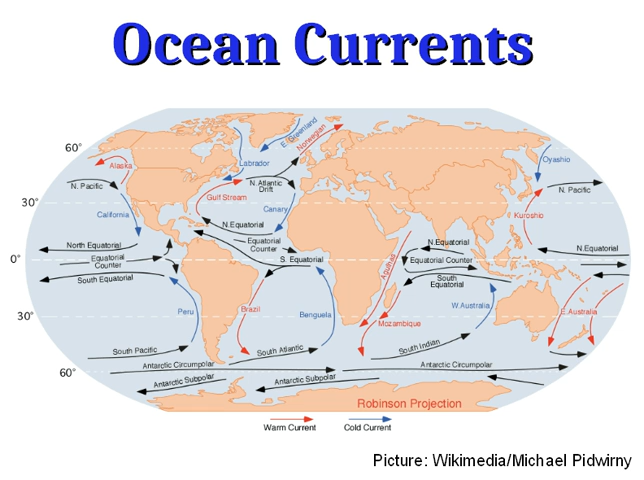 Ocean Currents
60°
30°
0°
30°
60°
Alaska
N. Pacific
California
Labrador
E. Greenland
Norwegian
Gulf Stream
N. Atlantic
Drift
Canary
N.Equatorial
Equatorial
Counter
S. Equatorial
North Equatorial
Equatorial
Counter
South Equatorial
Peru
Brazil
Benguela
South Pacific
South Atlantic
Antarctic Circumpolar
Antarctic Subpolar
Antarctic Subpolar
Agulhas
Mozambique
N.Equatorial
Equatorial Counter
South
Equatorial
W.Australia
South Indian
Antarctic Circumpolar
Oyashio
N. Pacific
Kuroshio
N.Equatorial
E.Australia
Robinson Projection
Warm Current
Cold Current
Picture: Wikimedia/Michael Pidwirny